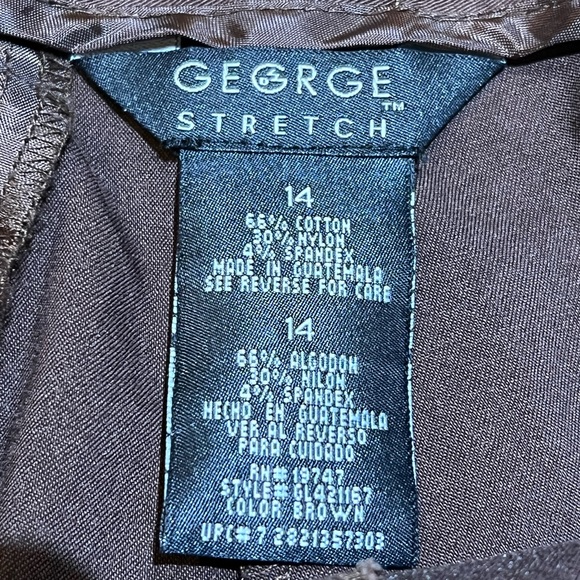 GEORGE
STRETCH™
14
66% COTTON
30% NYLON
4% SPANDEX
MADE IN GUATEMALA
SEE REVERSE FOR CARE
14
66% ALGODON
30% NILON
4% SPANDEX
HECHO EN GUATEMALA
VER AL REVERSO
PARA CUIDADO
RN# 19747
STYLE# GL421167
COLOR BROWN
UPC# 7 2821357303